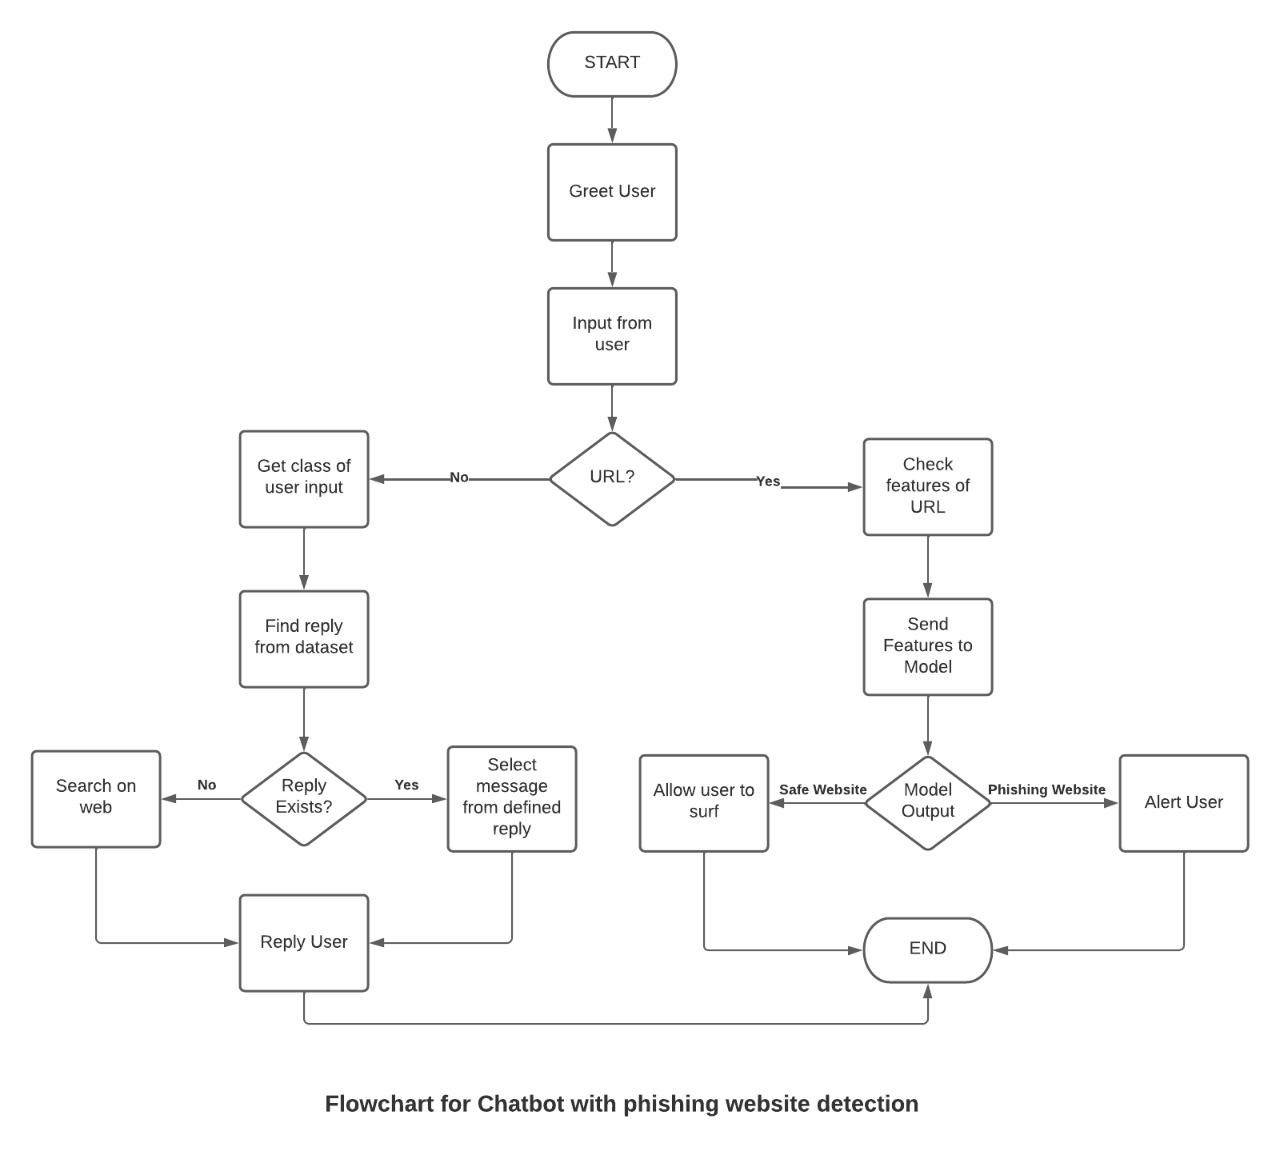 START
Greet User
Input from
user
URL?
No
Yes
Get class of
user input
Check
features of
URL
Find reply
from dataset
Send
Features to
Model
Search on
web
No
Reply
Exists?
Yes
Select
message
from defined
reply
Allow user to
surf
Safe Website
Model
Output
Phishing Website
Alert User
Reply User
END
Flowchart for Chatbot with phishing website detection